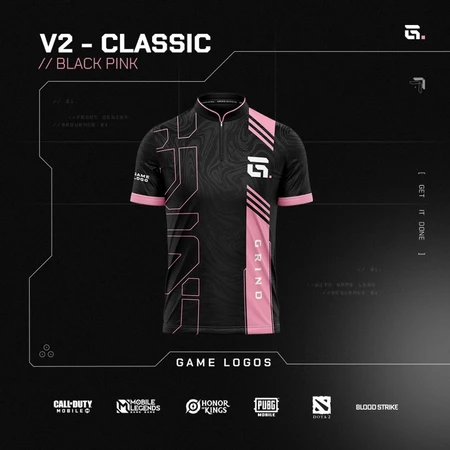 V2 - CLASSIC
// BLACK PINK
G.
GAME
LOGO
G.
GRIND
[ GET IT DONE ]
GAME LOGOS
CALL OF DUTY
MOBILE
MOBILE
LEGENDS
HONOR
OF KINGS
PUBG
MOBILE
DOTA 2
BLOOD STRIKE